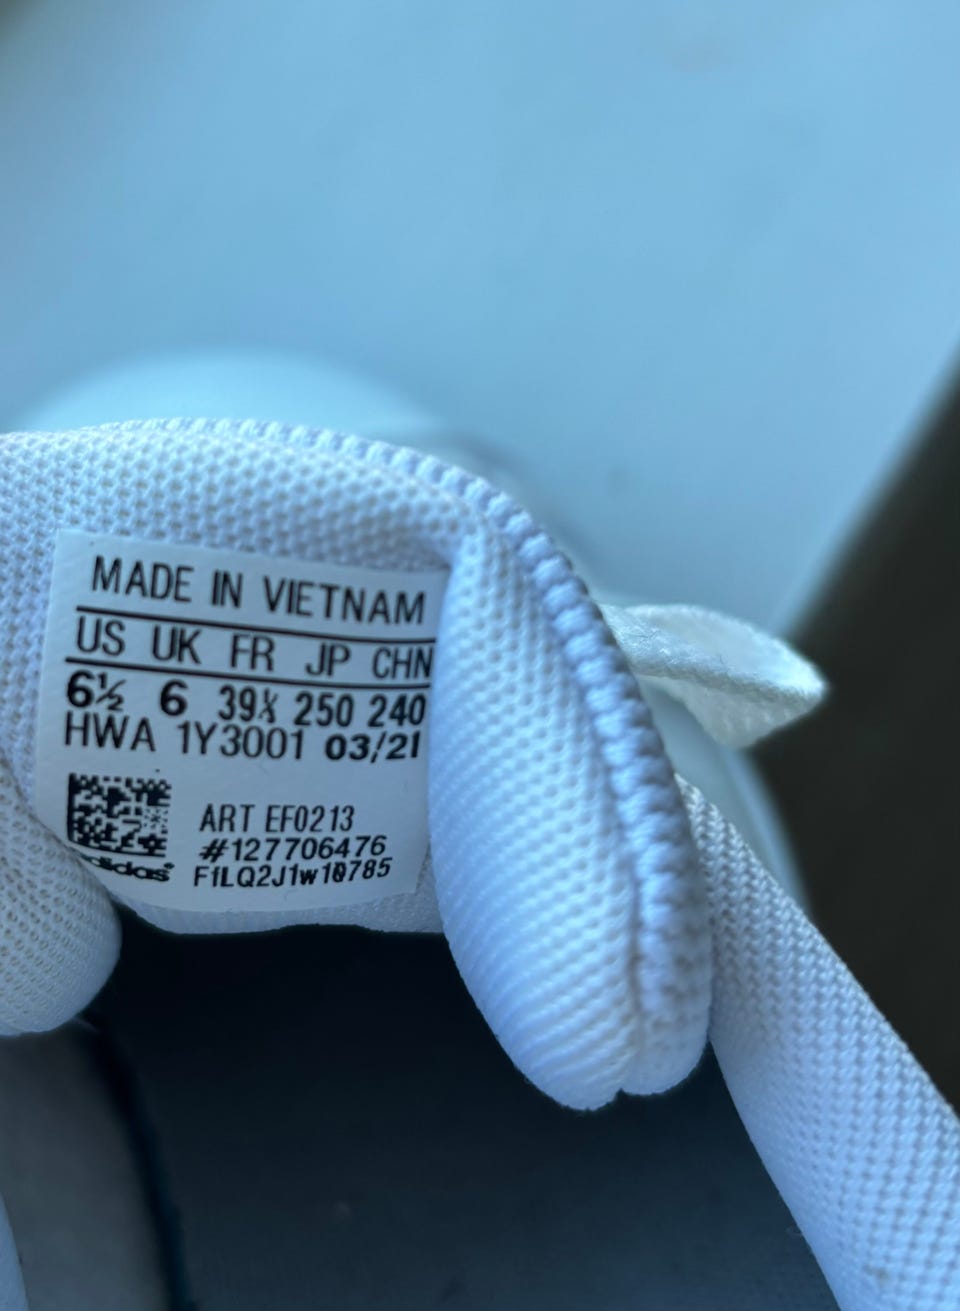 MADE IN VIETNAM
US UK FR JP CHN
6½ 6 39⅓ 250 240
HWA 1Y3001 03/21
ART EF0213
#127706476
adidas
F1LQ2J1w10785